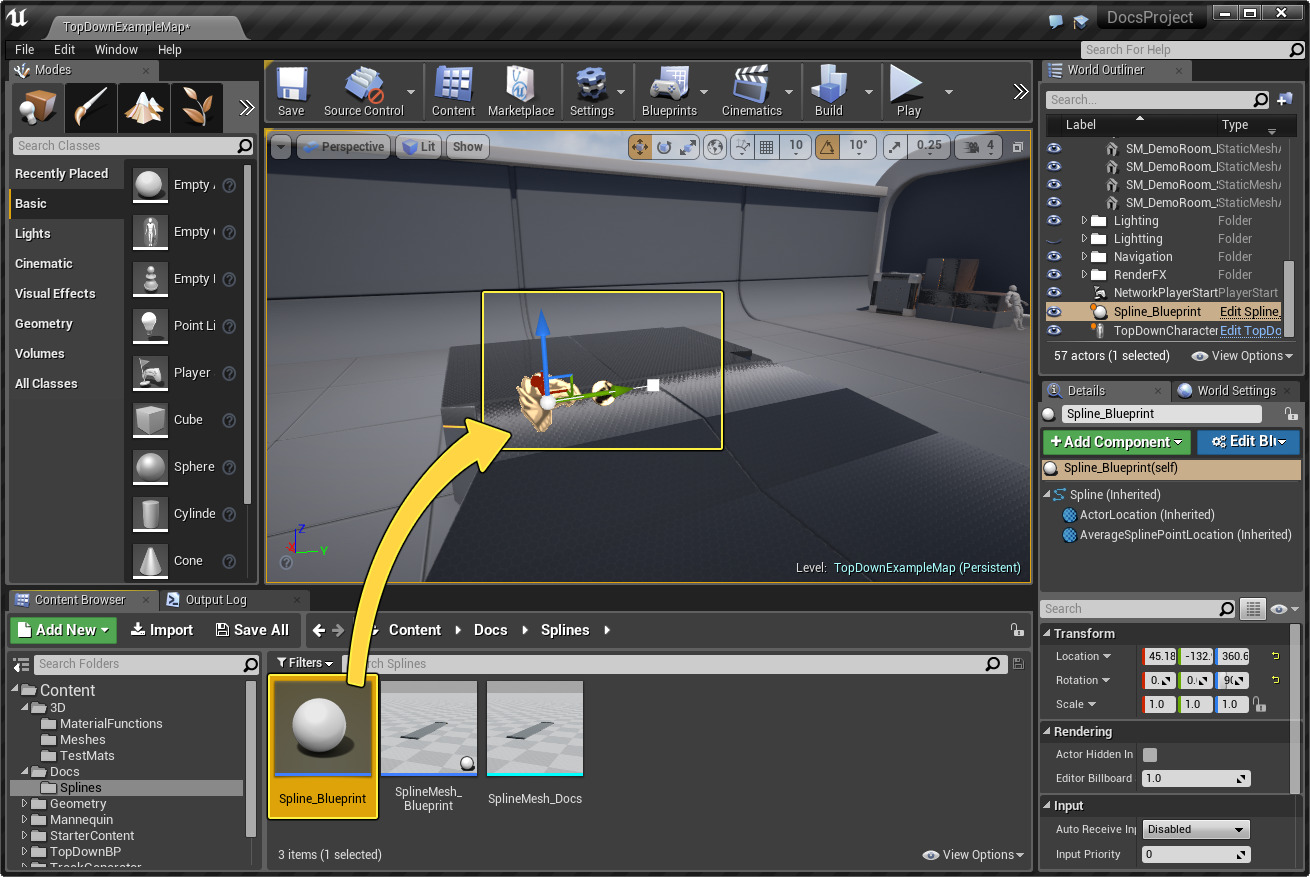 TopDownExampleMap*
DocsProject
File Edit Window Help
Search For Help
Modes
Search Classes
Recently Placed
Basic
Lights
Cinematic
Visual Effects
Geometry
Volumes
All Classes
Empty
Empty
Empty
Point Li
Player
Cube
Sphere
Cylinde
Cone
Save
Source Control
Content
Marketplace
Settings
Blueprints
Cinematics
Build
Play
Perspective
Lit
Show
10
10°
0.25
4
Z
X
Y
Level: TopDownExampleMap (Persistent)
World Outliner
Search...
Label Type
SM_DemoRoom_ StaticMesh
SM_DemoRoom_ StaticMesh
SM_DemoRoom_ StaticMesh
SM_DemoRoom_ StaticMesh
Lighting Folder
Lightting Folder
Navigation Folder
RenderFX Folder
NetworkPlayerStart PlayerStart
Spline_Blueprint Edit Spline_
TopDownCharacter Edit TopDo
57 actors (1 selected)
View Options
Details
World Settings
Spline_Blueprint
+Add Component
Edit Bl
Spline_Blueprint(self)
Spline (Inherited)
ActorLocation (Inherited)
AverageSplinePointLocation (Inherited)
Search
Transform
Location 45.18 -132. 360.6
Rotation 0. 0. 90
Scale 1.0 1.0 1.0
Rendering
Actor Hidden In
Editor Billboard 1.0
Input
Auto Receive Inp Disabled
Input Priority 0
Content Browser
Output Log
Add New
Import
Save All
Content
Docs
Splines
Search Folders
Filters
rch Splines
Content
3D
MaterialFunctions
Meshes
TestMats
Docs
Splines
Geometry
Mannequin
StarterContent
TopDownBP
TrackGenerator
Spline_Blueprint
SplineMesh_
Blueprint
SplineMesh_Docs
3 items (1 selected)
View Options